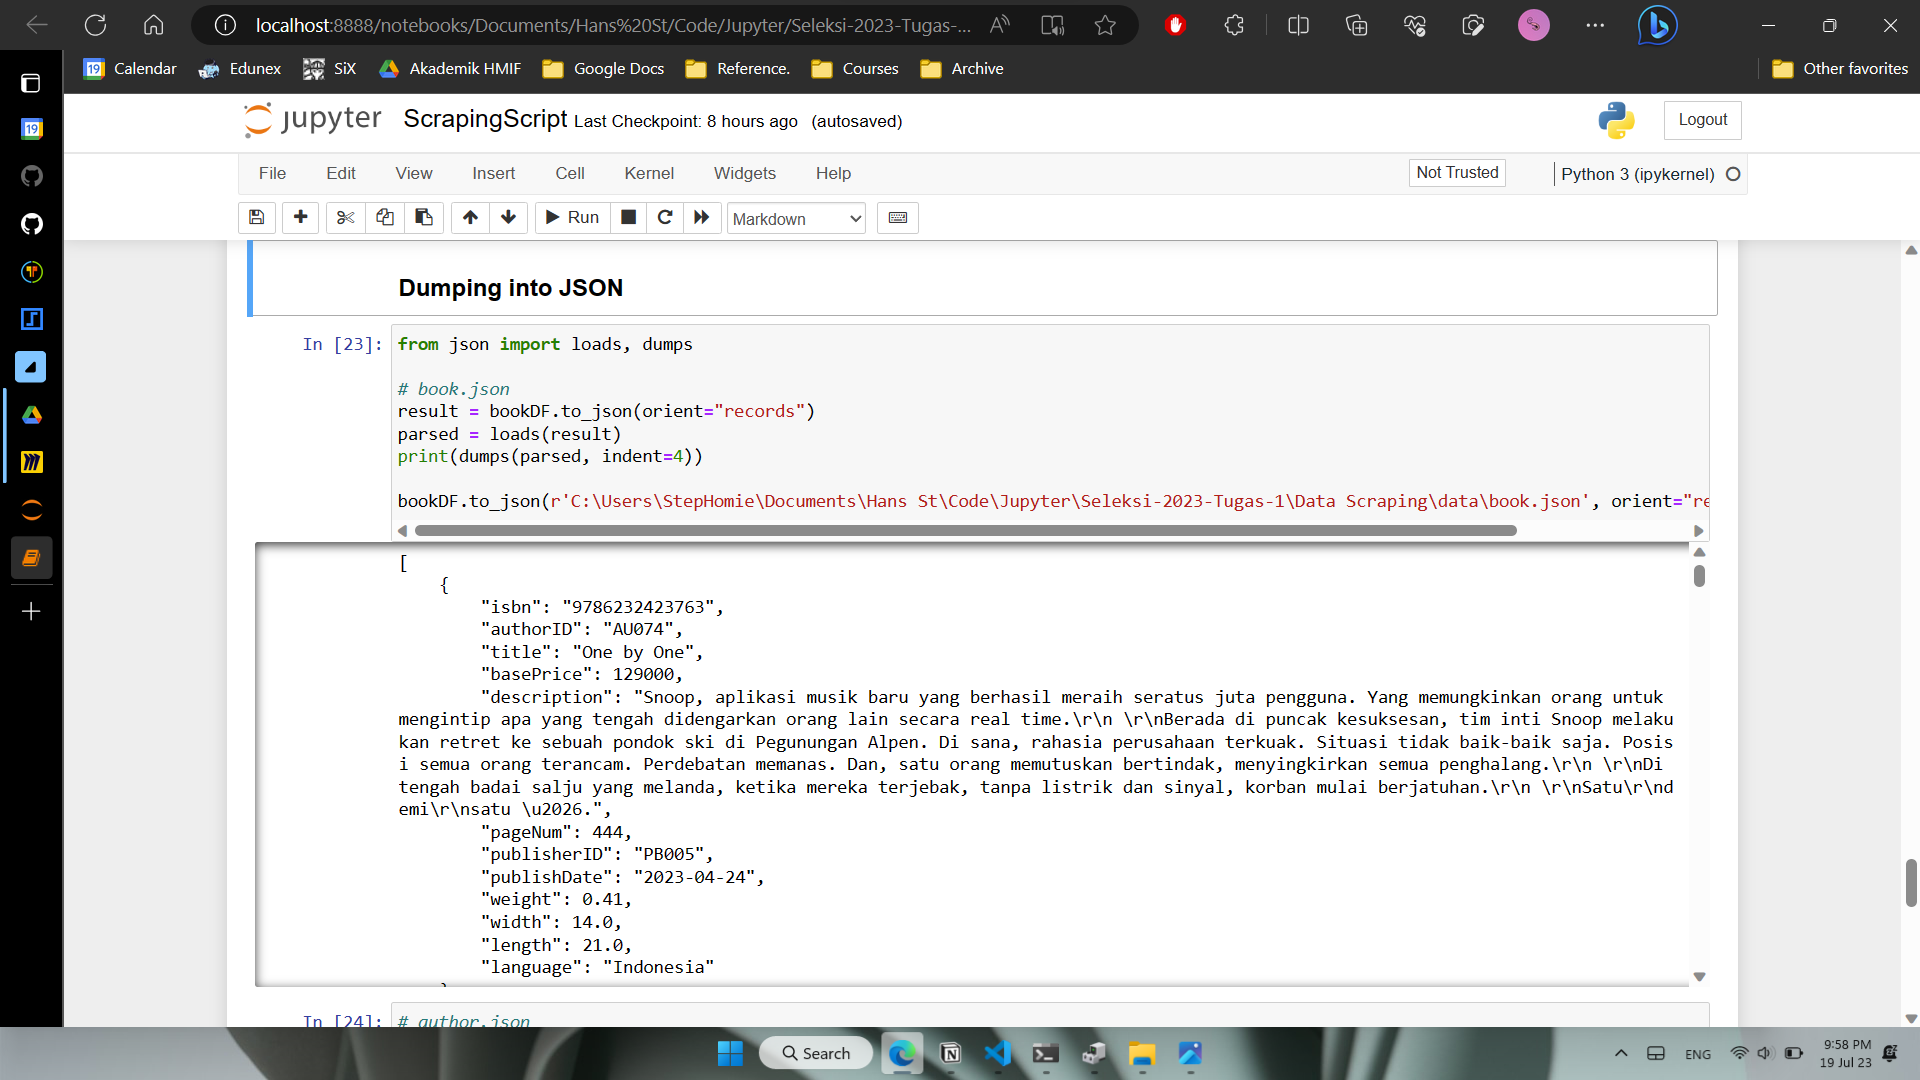 localhost:8888/notebooks/Documents/Hans%20St/Code/Jupyter/Seleksi-2023-Tugas-...
19 Calendar Edunex SiX Akademik HMIF Google Docs Reference. Courses Archive Other favorites
19
jupyter ScrapingScript Last Checkpoint: 8 hours ago (autosaved) Logout
File Edit View Insert Cell Kernel Widgets Help Not Trusted Python 3 (ipykernel)
Run Markdown
Dumping into JSON
In [23]: from json import loads, dumps
# book.json
result = bookDF.to_json(orient="records")
parsed = loads(result)
print(dumps(parsed, indent=4))
bookDF.to_json(r'C:\Users\StepHomie\Documents\Hans St\Code\Jupyter\Seleksi-2023-Tugas-1\Data Scraping\data\book.json', orient="re
[
{
"isbn": "9786232423763",
"authorID": "AU074",
"title": "One by One",
"basePrice": 129000,
"description": "Snoop, aplikasi musik baru yang berhasil meraih seratus juta pengguna. Yang memungkinkan orang untuk
mengintip apa yang tengah didengarkan orang lain secara real time.\r\n \r\nBerada di puncak kesuksesan, tim inti Snoop melaku
kan retret ke sebuah pondok ski di Pegunungan Alpen. Di sana, rahasia perusahaan terkuak. Situasi tidak baik-baik saja. Posis
i semua orang terancam. Perdebatan memanas. Dan, satu orang memutuskan bertindak, menyingkirkan semua penghalang.\r\n \r\nDi
tengah badai salju yang melanda, ketika mereka terjebak, tanpa listrik dan sinyal, korban mulai berjatuhan.\r\n \r\nSatu\r\nd
emi\r\nsatu \u2026.",
"pageNum": 444,
"publisherID": "PB005",
"publishDate": "2023-04-24",
"weight": 0.41,
"width": 14.0,
"length": 21.0,
"language": "Indonesia"
In [24]: # author.json
Search ENG 9:58 PM
19 Jul 23